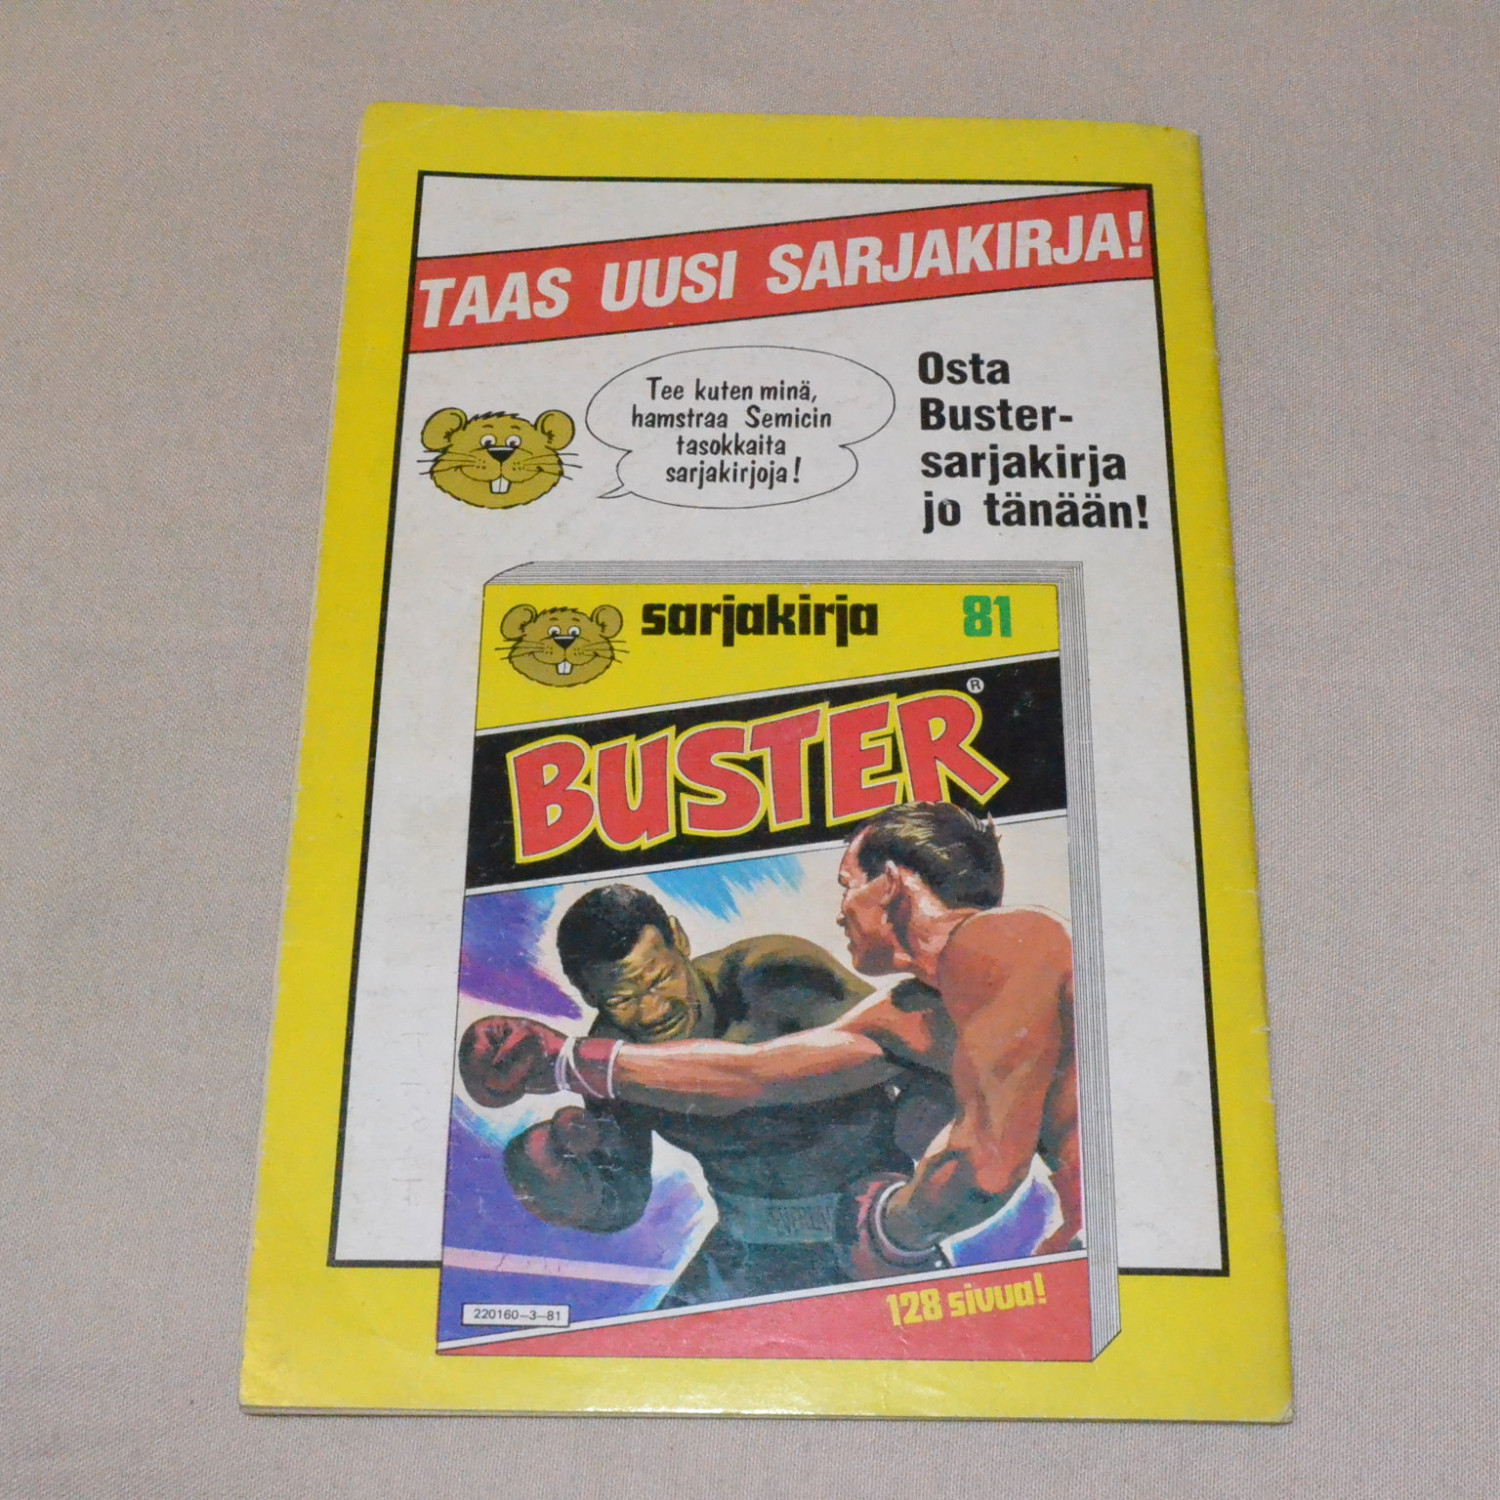 TAAS UUSI SARJAKIRJA!
Tee kuten minä,
hamstraa Semicin
tasokkaita
sarjakirjoja!
Osta
Buster-
sarjakirja
jo tänään!
sarjakirja 81
BUSTER®
220160-3-81
128 sivua!